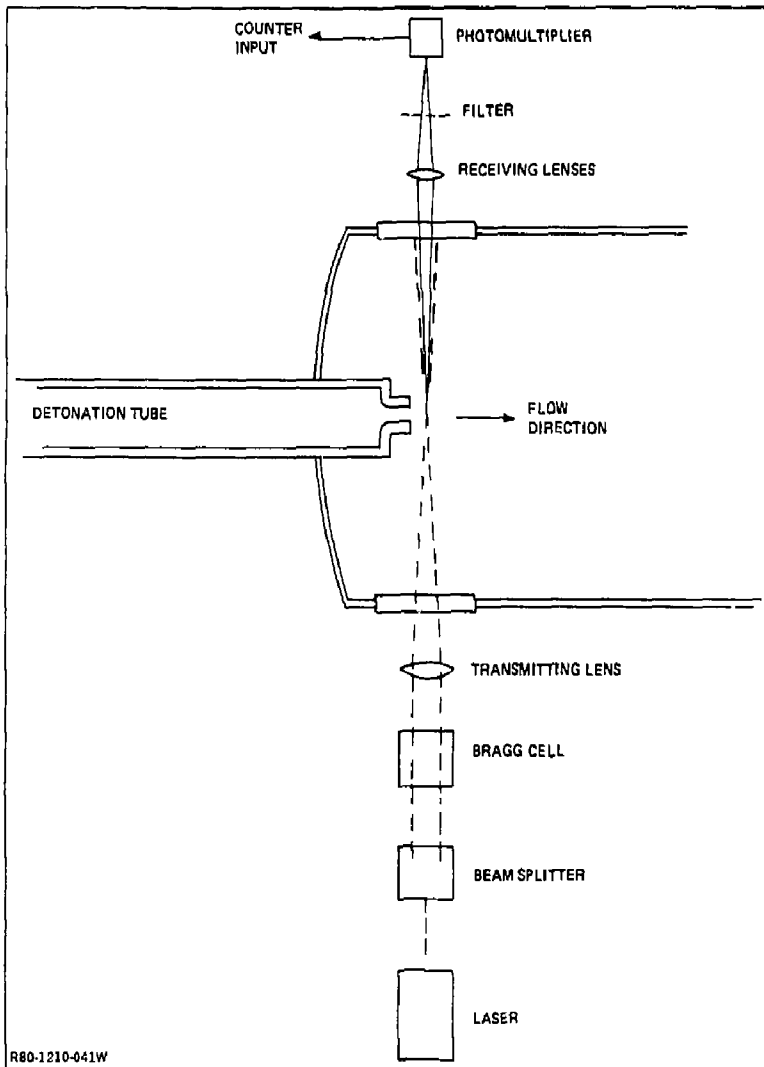 COUNTER
INPUT
PHOTOMULTIPLIER
FILTER
RECEIVING LENSES
DETONATION TUBE
FLOW
DIRECTION
TRANSMITTING LENS
BRAGG CELL
BEAM SPLITTER
LASER
R80-1210-041W